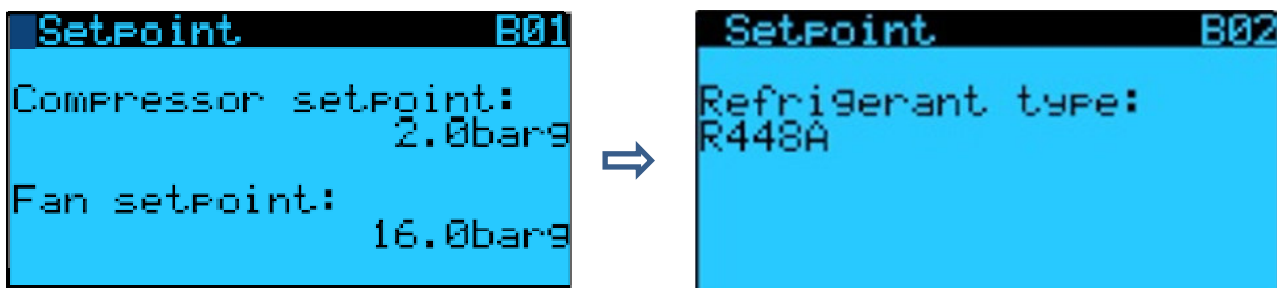 Setpoint B01
Compressor setpoint:
2.0barg
Fan setpoint:
16.0barg
Setpoint B02
Refrigerant type:
R448A